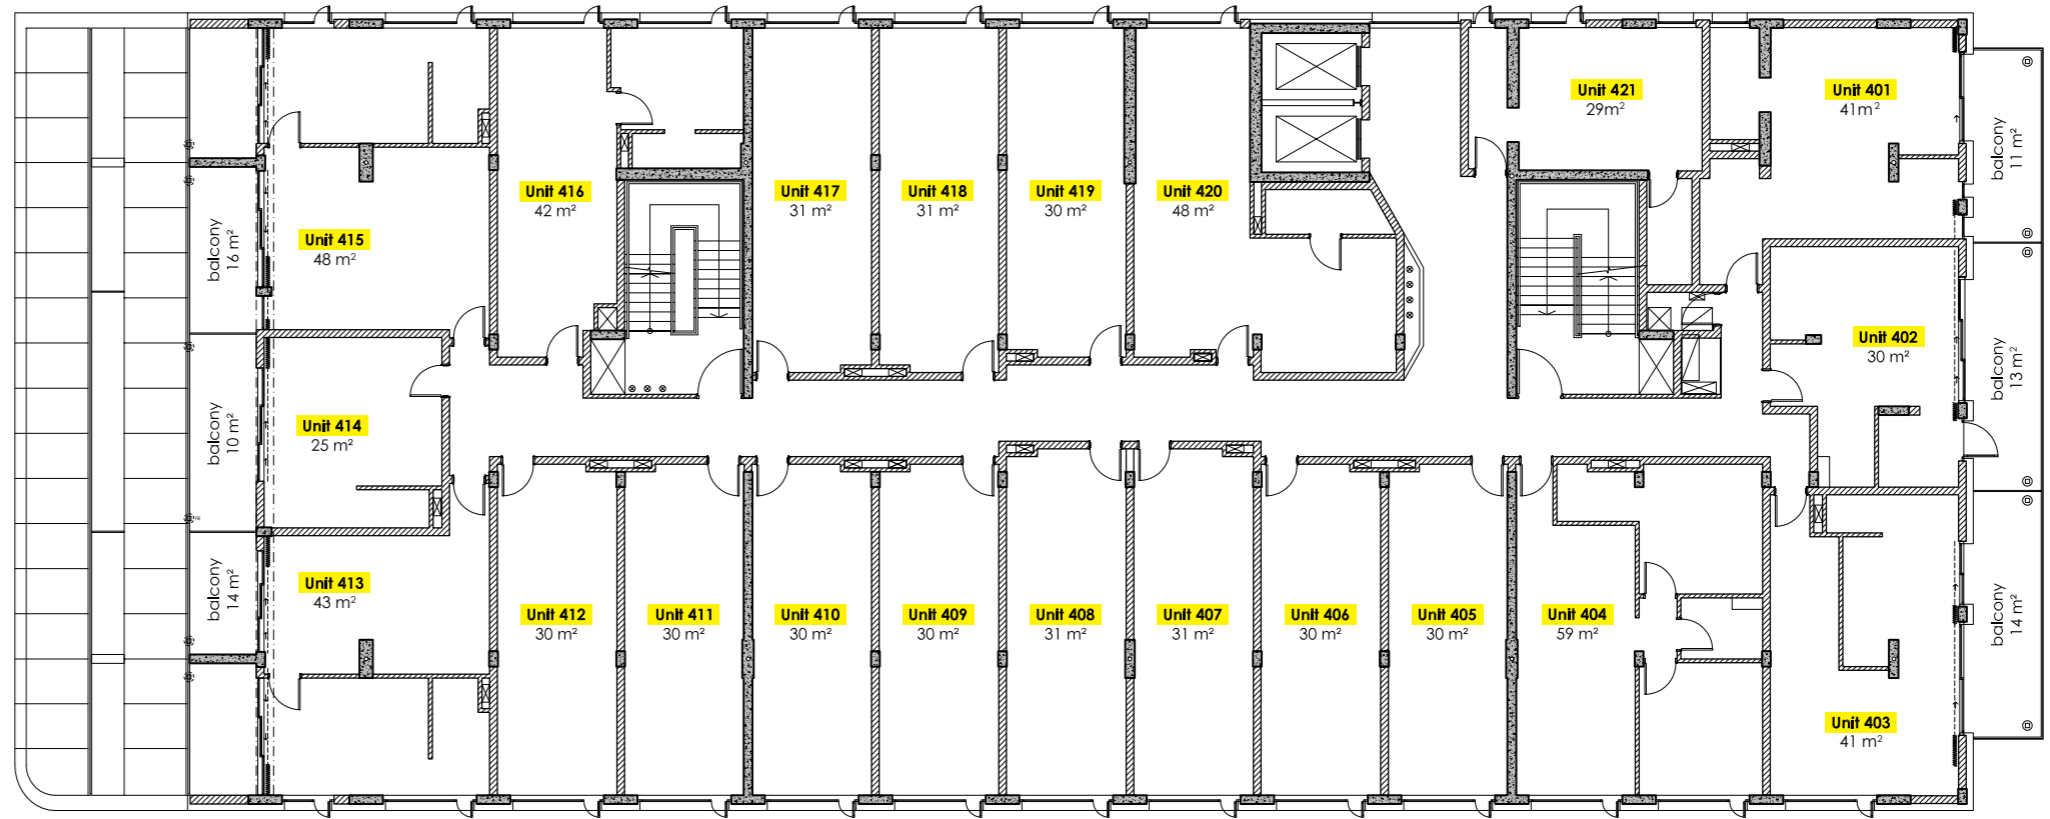 Unit 421
29m²
Unit 401
41m²
balcony
11 m²
Unit 416
42 m²
Unit 417
31 m²
Unit 418
31 m²
Unit 419
30 m²
Unit 420
48 m²
Unit 415
48 m²
balcony
16 m²
Unit 402
30 m²
balcony
13 m²
Unit 414
25 m²
balcony
10 m²
Unit 413
43 m²
balcony
14 m²
Unit 412
30 m²
Unit 411
30 m²
Unit 410
30 m²
Unit 409
30 m²
Unit 408
31 m²
Unit 407
31 m²
Unit 406
30 m²
Unit 405
30 m²
Unit 404
59 m²
balcony
14 m²
Unit 403
41 m²